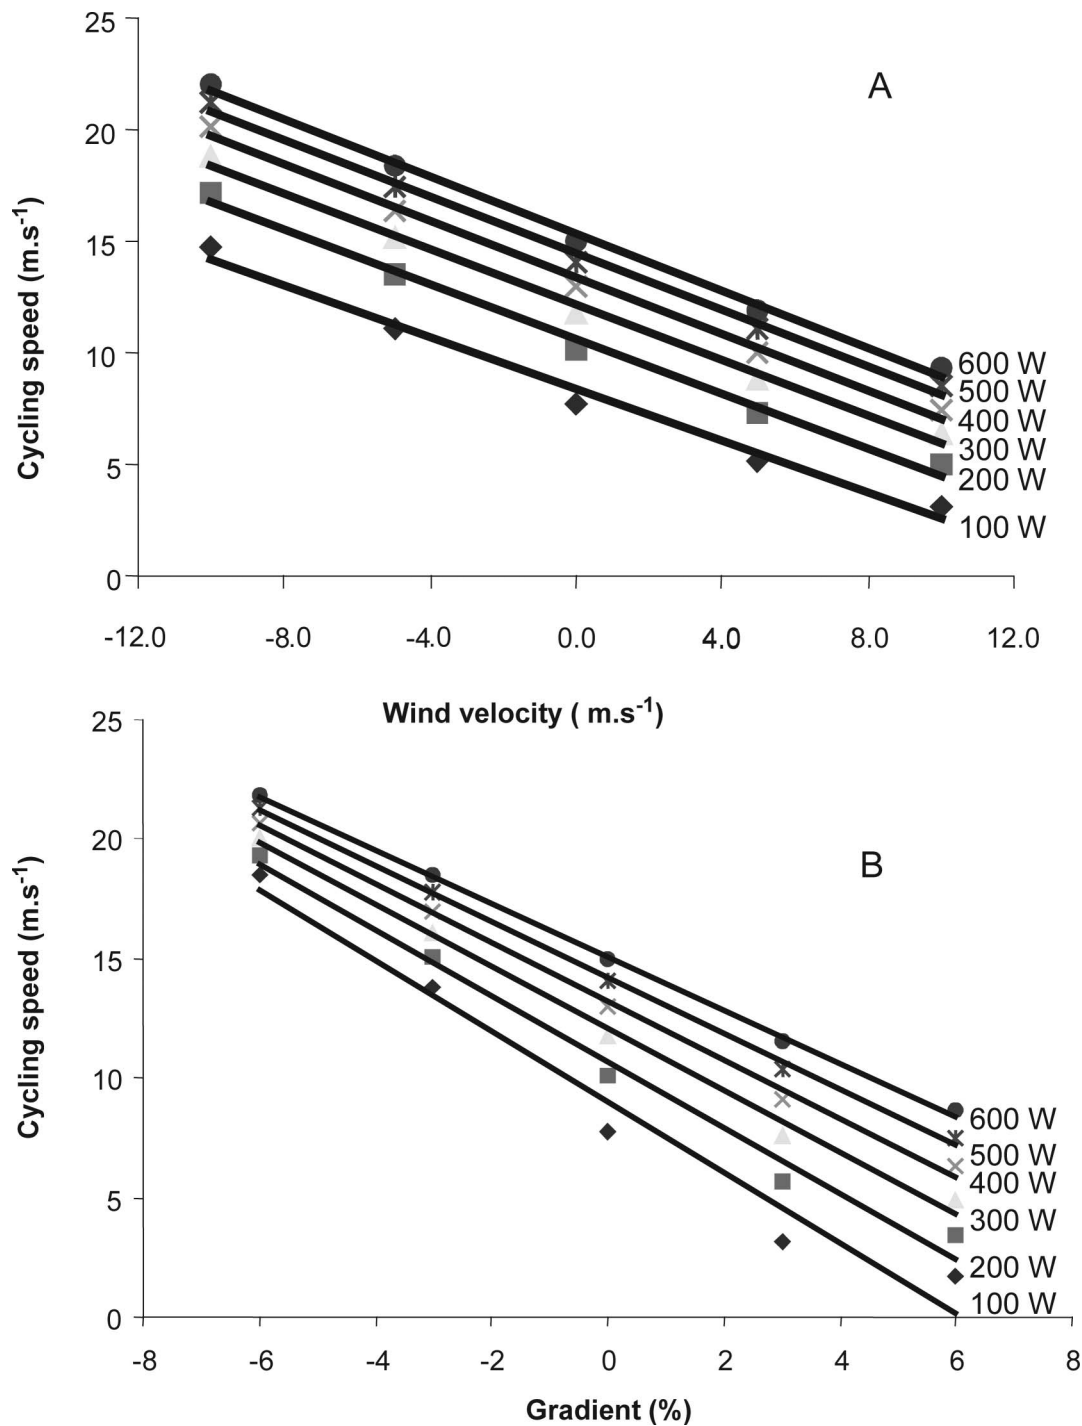 25
A
20
15
10
5
0
Cycling speed (m.s-1)
600 W
500 W
400 W
300 W
200 W
100 W
-12.0 -8.0 -4.0 0.0 4.0 8.0 12.0
Wind velocity ( m.s-1)
25
20
B
15
10
5
0
Cycling speed (m.s-1)
600 W
500 W
400 W
300 W
200 W
100 W
-8 -6 -4 -2 0 2 4 6 8
Gradient (%)